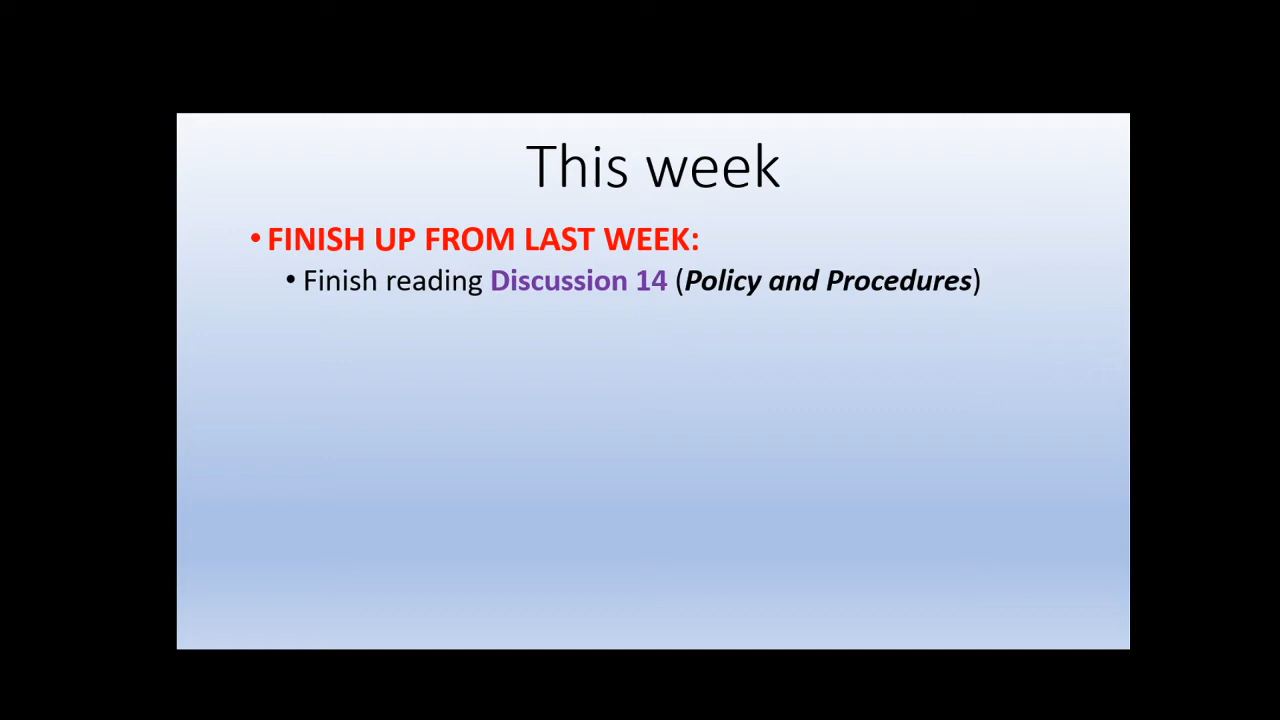 This week
• FINISH UP FROM LAST WEEK:
• Finish reading Discussion 14 (Policy and Procedures)